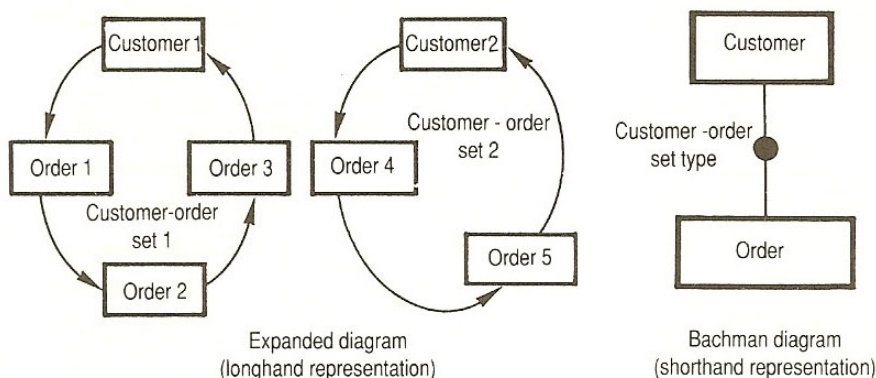 Customer 1
Order 1
Order 3
Customer-order
set 1
Order 2
Customer2
Customer - order
set 2
Order 4
Order 5
Expanded diagram
(longhand representation)
Customer
Customer -order
set type
Order
Bachman diagram
(shorthand representation)